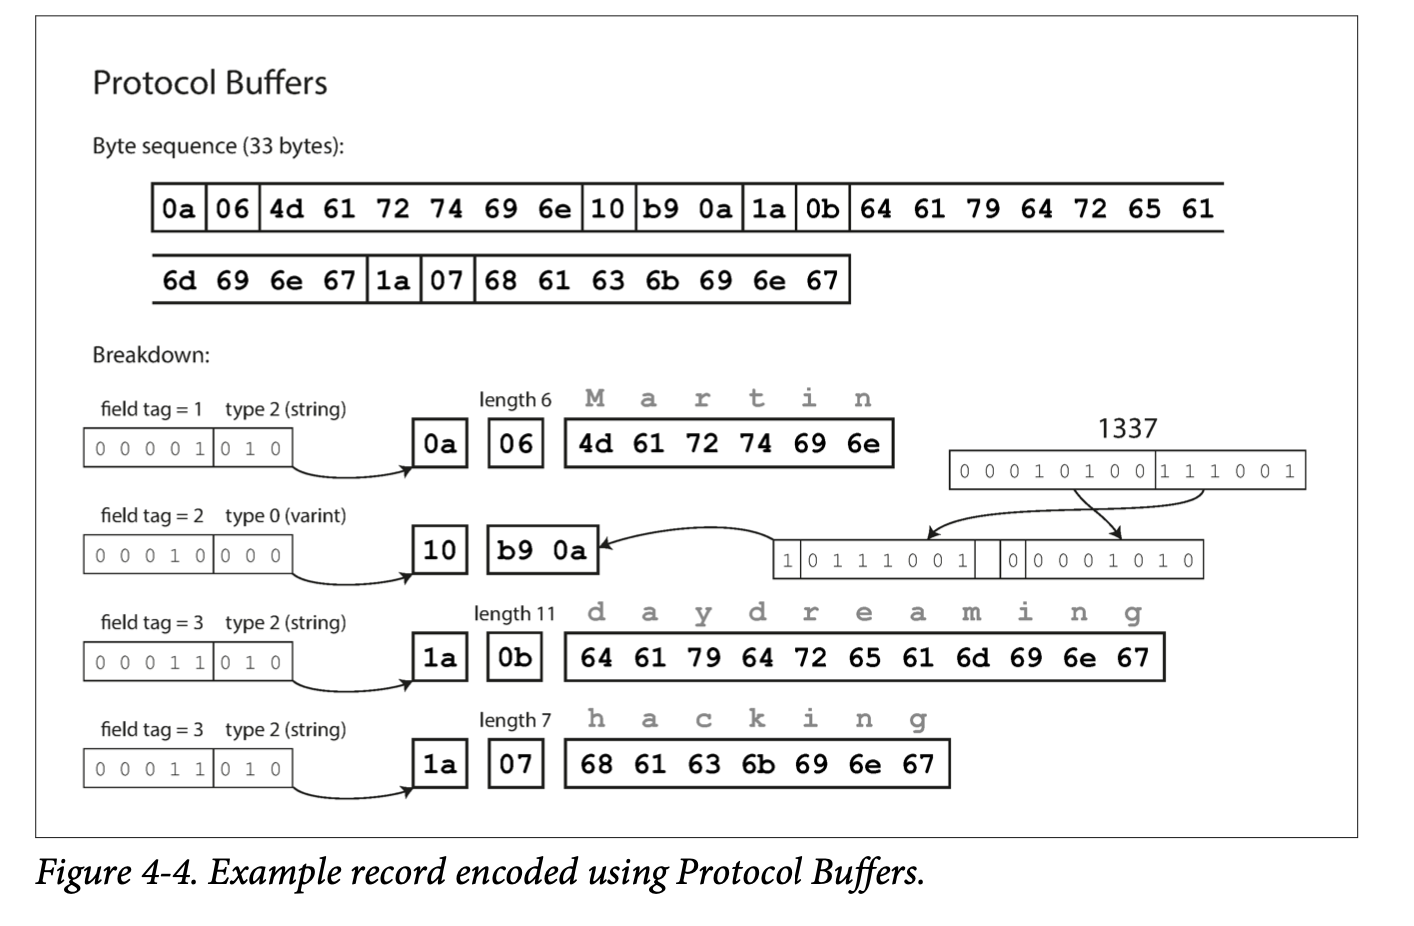 Protocol Buffers
Byte sequence (33 bytes):
0a 06 4d 61 72 74 69 6e 10 b9 0a 1a 0b 64 61 79 64 72 65 61
6d 69 6e 67 1a 07 68 61 63 6b 69 6e 67
Breakdown:
field tag = 1 type 2 (string) length 6 M a r t i n
0 0 0 0 1 0 1 0 0a 06 4d 61 72 74 69 6e
1337
0 0 0 1 0 1 0 0 1 1 1 0 0 1
field tag = 2 type 0 (varint)
0 0 0 1 0 0 0 0 10 b9 0a 1 0 1 1 1 0 0 1 0 0 0 0 1 0 1 0
field tag = 3 type 2 (string) length 11 d a y d r e a m i n g
0 0 0 1 1 0 1 0 1a 0b 64 61 79 64 72 65 61 6d 69 6e 67
field tag = 3 type 2 (string) length 7 h a c k i n g
0 0 0 1 1 0 1 0 1a 07 68 61 63 6b 69 6e 67
Figure 4-4. Example record encoded using Protocol Buffers.